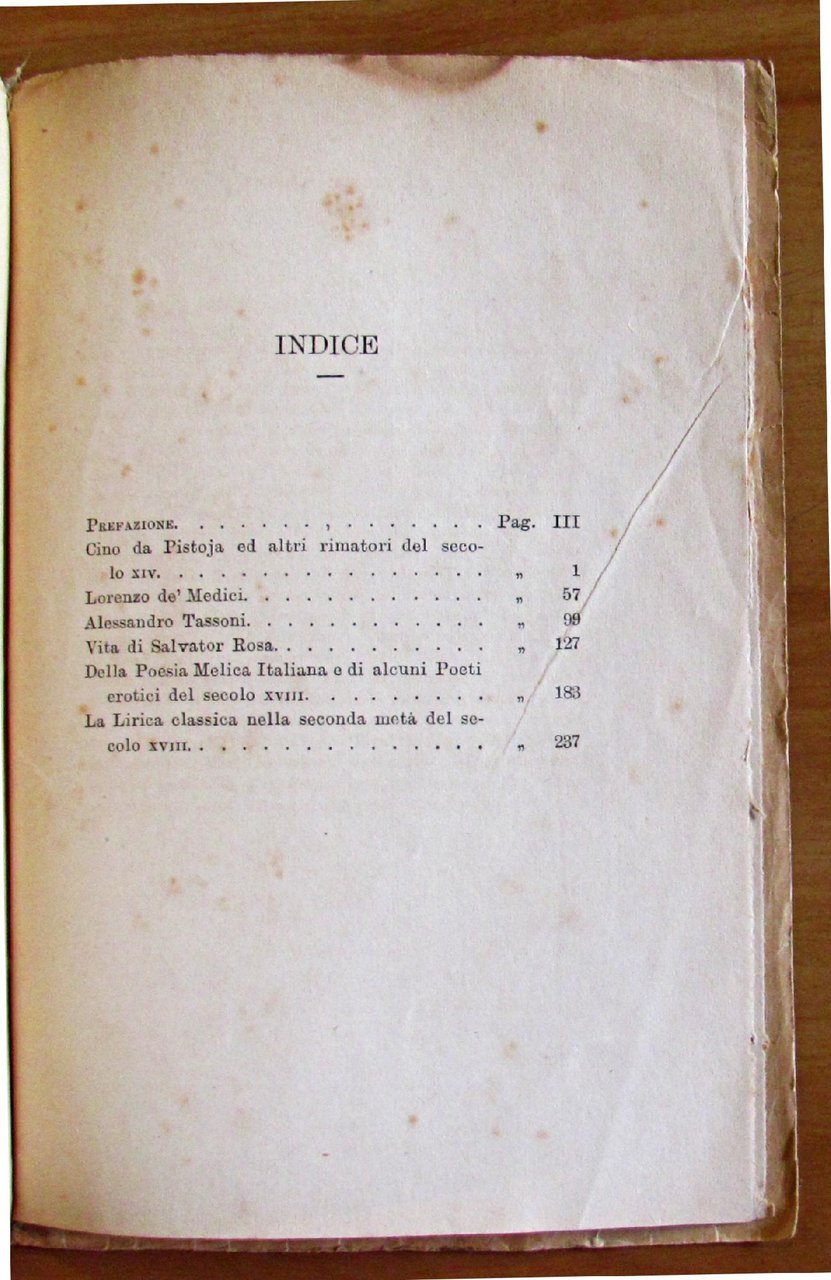 INDICE
PREFAZIONE. . . . . . . , . . . . . . . Pag. III
Cino da Pistoja ed altri rimatori del seco-
lo XIV. . . . . . . . . . . . . . . . „ 1
Lorenzo de' Medici. . . . . . . . . . . . „ 57
Alessandro Tassoni. . . . . . . . . . . . „ 99
Vita di Salvator Rosa. . . . . . . . . . . „ 127
Della Poesia Melica Italiana e di alcuni Poeti
erotici del secolo XVIII. . . . . . . . . „ 183
La Lirica classica nella seconda metà del se-
colo XVIII. . . . . . . . . . . . . . . „ 237